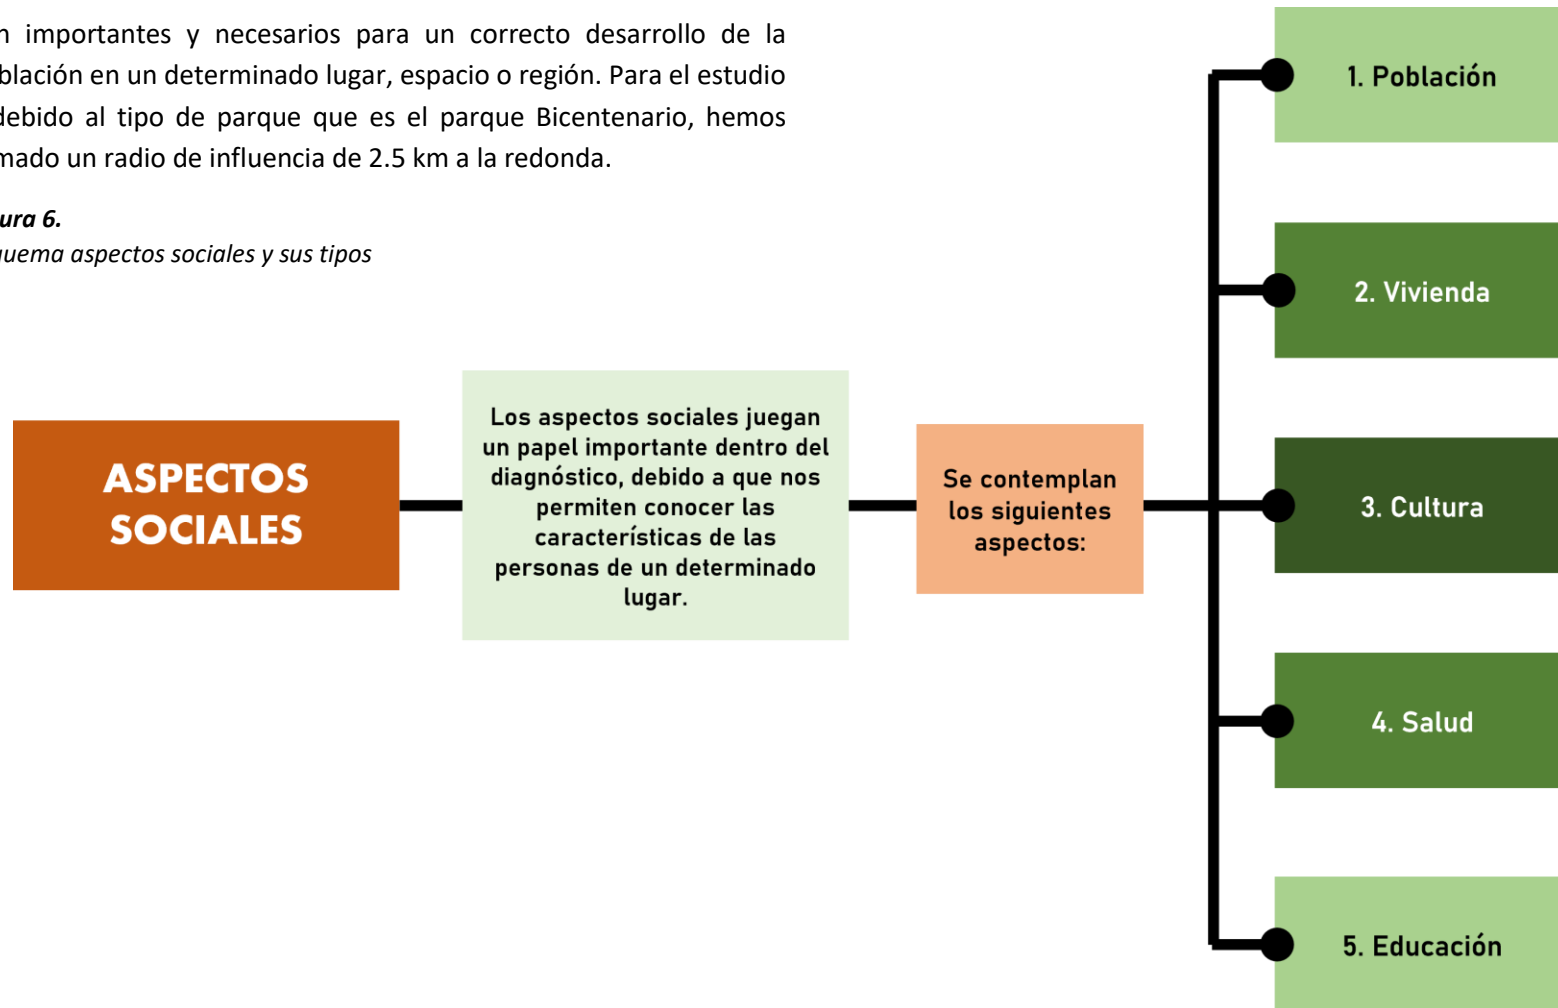 importantes y necesarios para un correcto desarrollo de la
en un determinado lugar, espacio o región. Para el estudio
debido al tipo de parque que es el parque Bicentenario, hemos
un radio de influencia de 2.5 km a la redonda.
6.
aspectos sociales y sus tipos
ASPECTOS
SOCIALES
Los aspectos sociales juegan
un papel importante dentro del
diagnóstico, debido a que nos
permiten conocer las
características de las
personas de un determinado
lugar.
Se contemplan
los siguientes
aspectos:
1. Población
2. Vivienda
3. Cultura
4. Salud
5. Educación